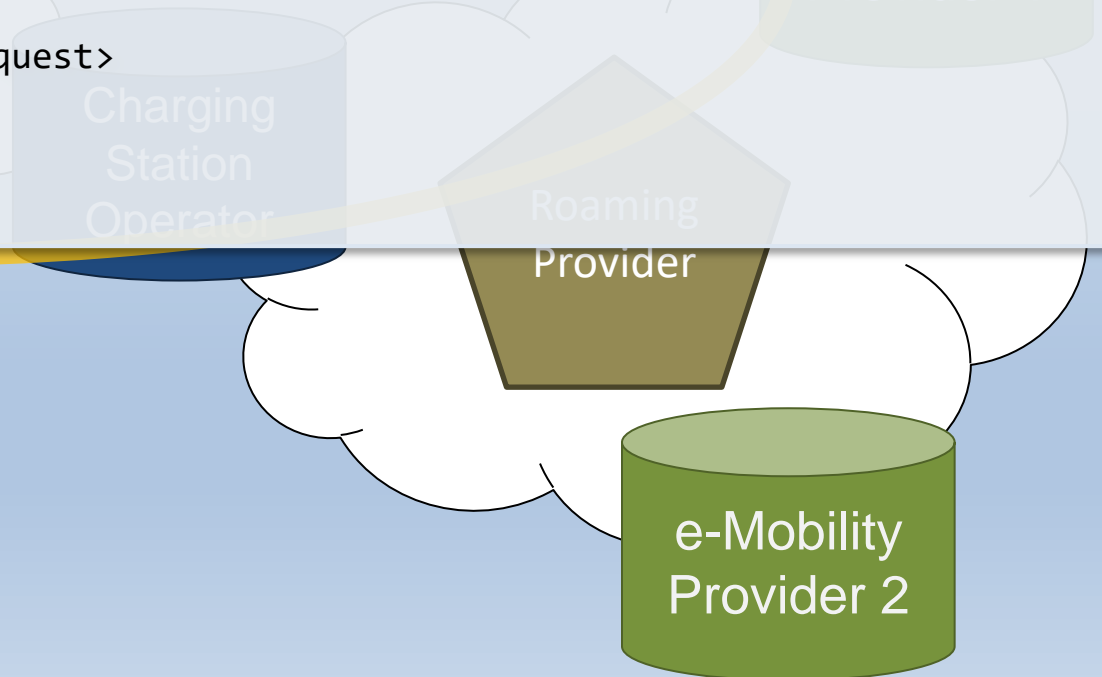 quest>
Charging
Station
Operator
Roaming
Provider
e-Mobility
Provider 2